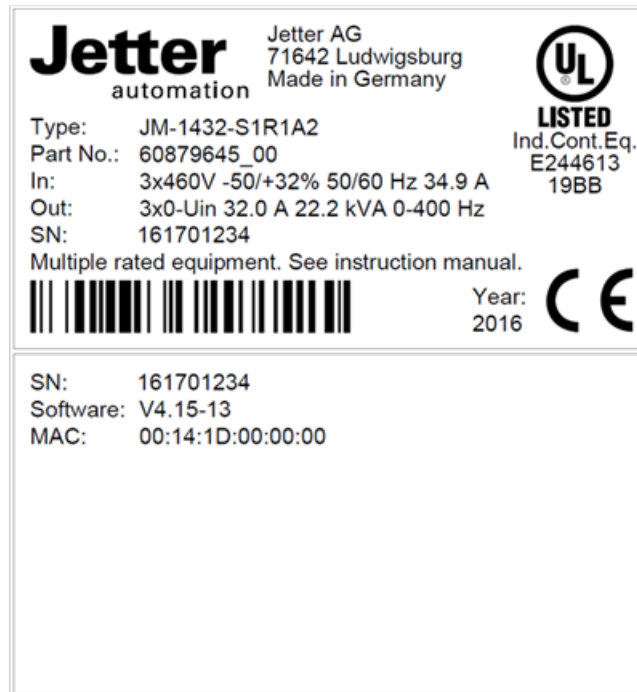 Jetter
automation
Jetter AG
71642 Ludwigsburg
Made in Germany
UL
®
LISTED
Ind.Cont.Eq.
E244613
19BB
Type: JM-1432-S1R1A2
Part No.: 60879645_00
In: 3x460V -50/+32% 50/60 Hz 34.9 A
Out: 3x0-Uin 32.0 A 22.2 kVA 0-400 Hz
SN: 161701234
Multiple rated equipment. See instruction manual.
Year:
2016
CE
SN: 161701234
Software: V4.15-13
MAC: 00:14:1D:00:00:00